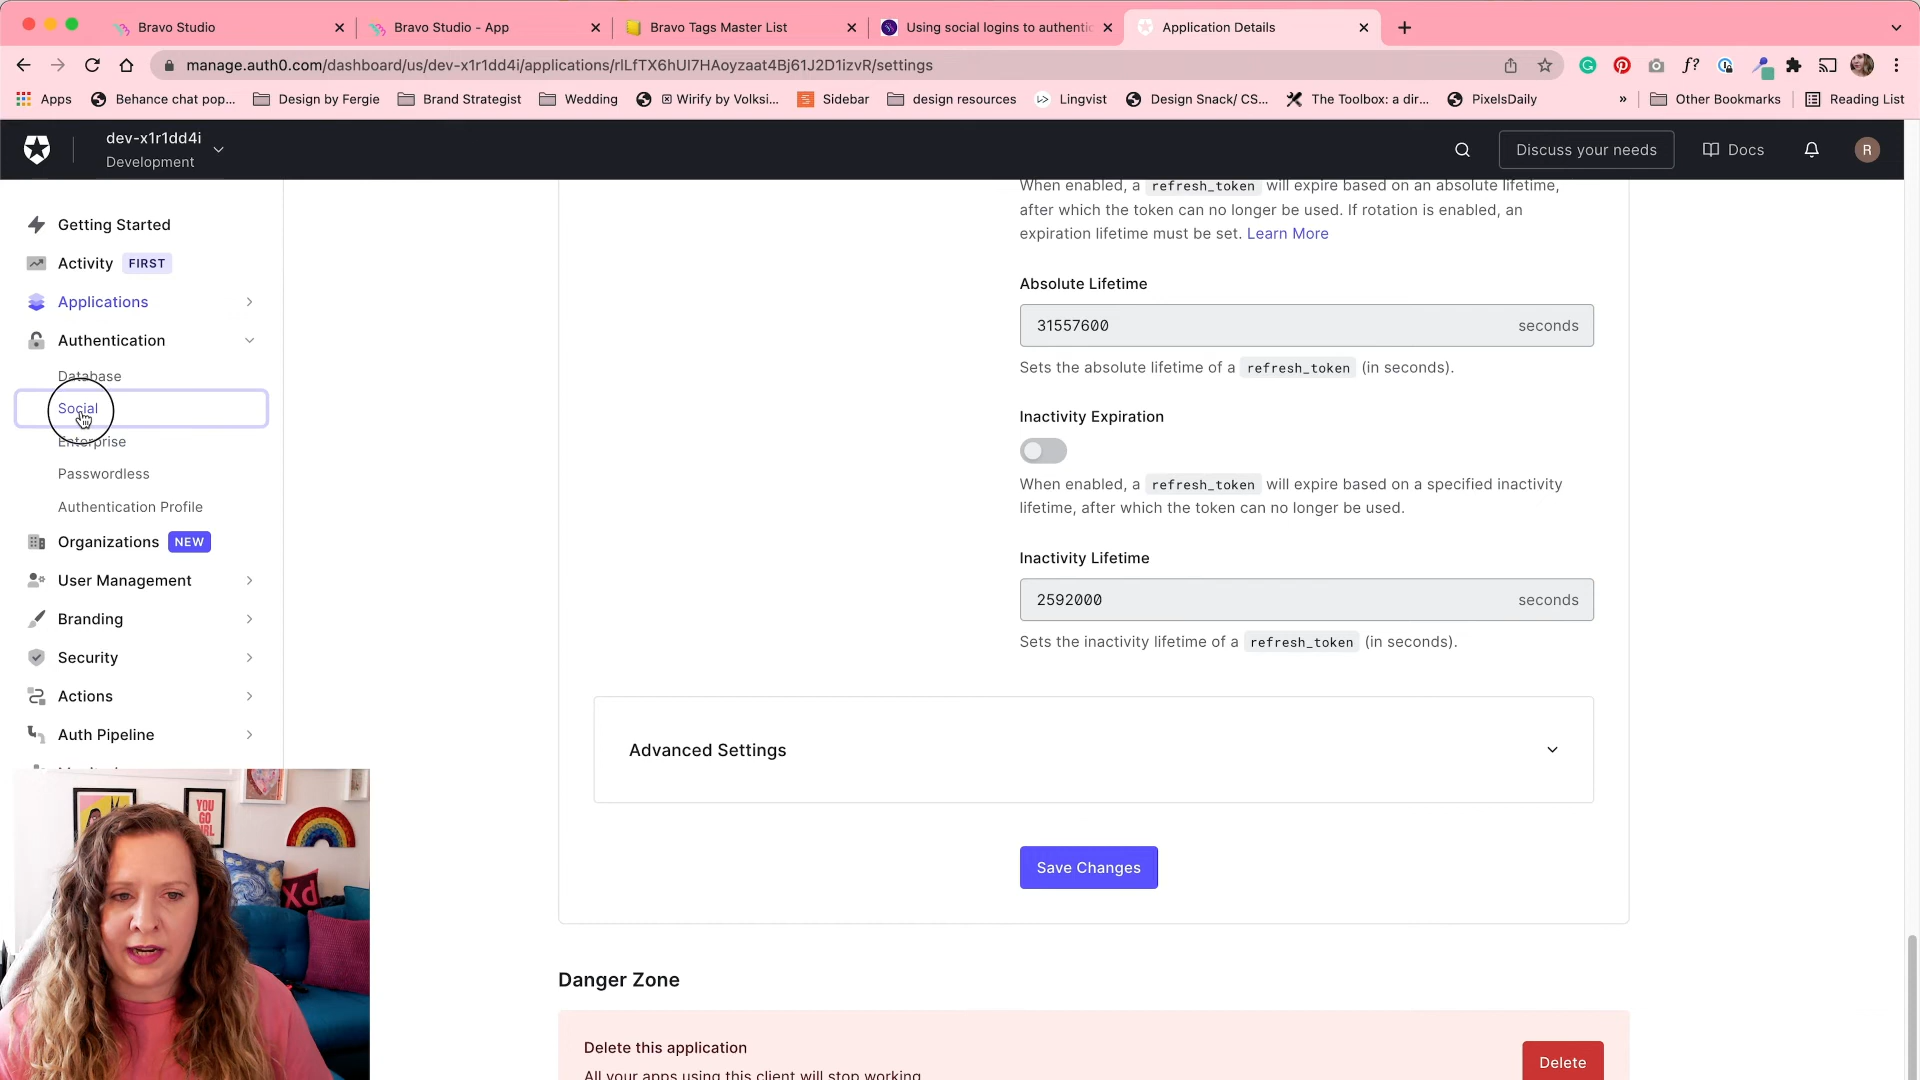 Bravo Studio
Bravo Studio - App
Bravo Tags Master List
Using social logins to authentic
Application Details
manage.auth0.com/dashboard/us/dev-x1r1dd4i/applications/rlLfTX6hUI7HAoyzaat4Bj61J2D1izvR/settings
Apps
Behance chat pop...
Design by Fergie
Brand Strategist
Wedding
Wirify by Volksi...
Sidebar
design resources
Lingvist
Design Snack/ CS...
The Toolbox: a dir...
PixelsDaily
»
Other Bookmarks
Reading List
dev-x1r1dd4i
Development
Discuss your needs
Docs
R
Getting Started
Activity FIRST
Applications
Authentication
Database
Social
Enterprise
Passwordless
Authentication Profile
Organizations NEW
User Management
Branding
Security
Actions
Auth Pipeline
When enabled, a refresh_token will expire based on an absolute lifetime,
after which the token can no longer be used. If rotation is enabled, an
expiration lifetime must be set. Learn More
Absolute Lifetime
31557600 seconds
Sets the absolute lifetime of a refresh_token (in seconds).
Inactivity Expiration
When enabled, a refresh_token will expire based on a specified inactivity
lifetime, after which the token can no longer be used.
Inactivity Lifetime
2592000 seconds
Sets the inactivity lifetime of a refresh_token (in seconds).
Advanced Settings
Save Changes
Danger Zone
Delete this application
All your apps using this client will stop working.
Delete
YOU
GO
GIRL
Xd